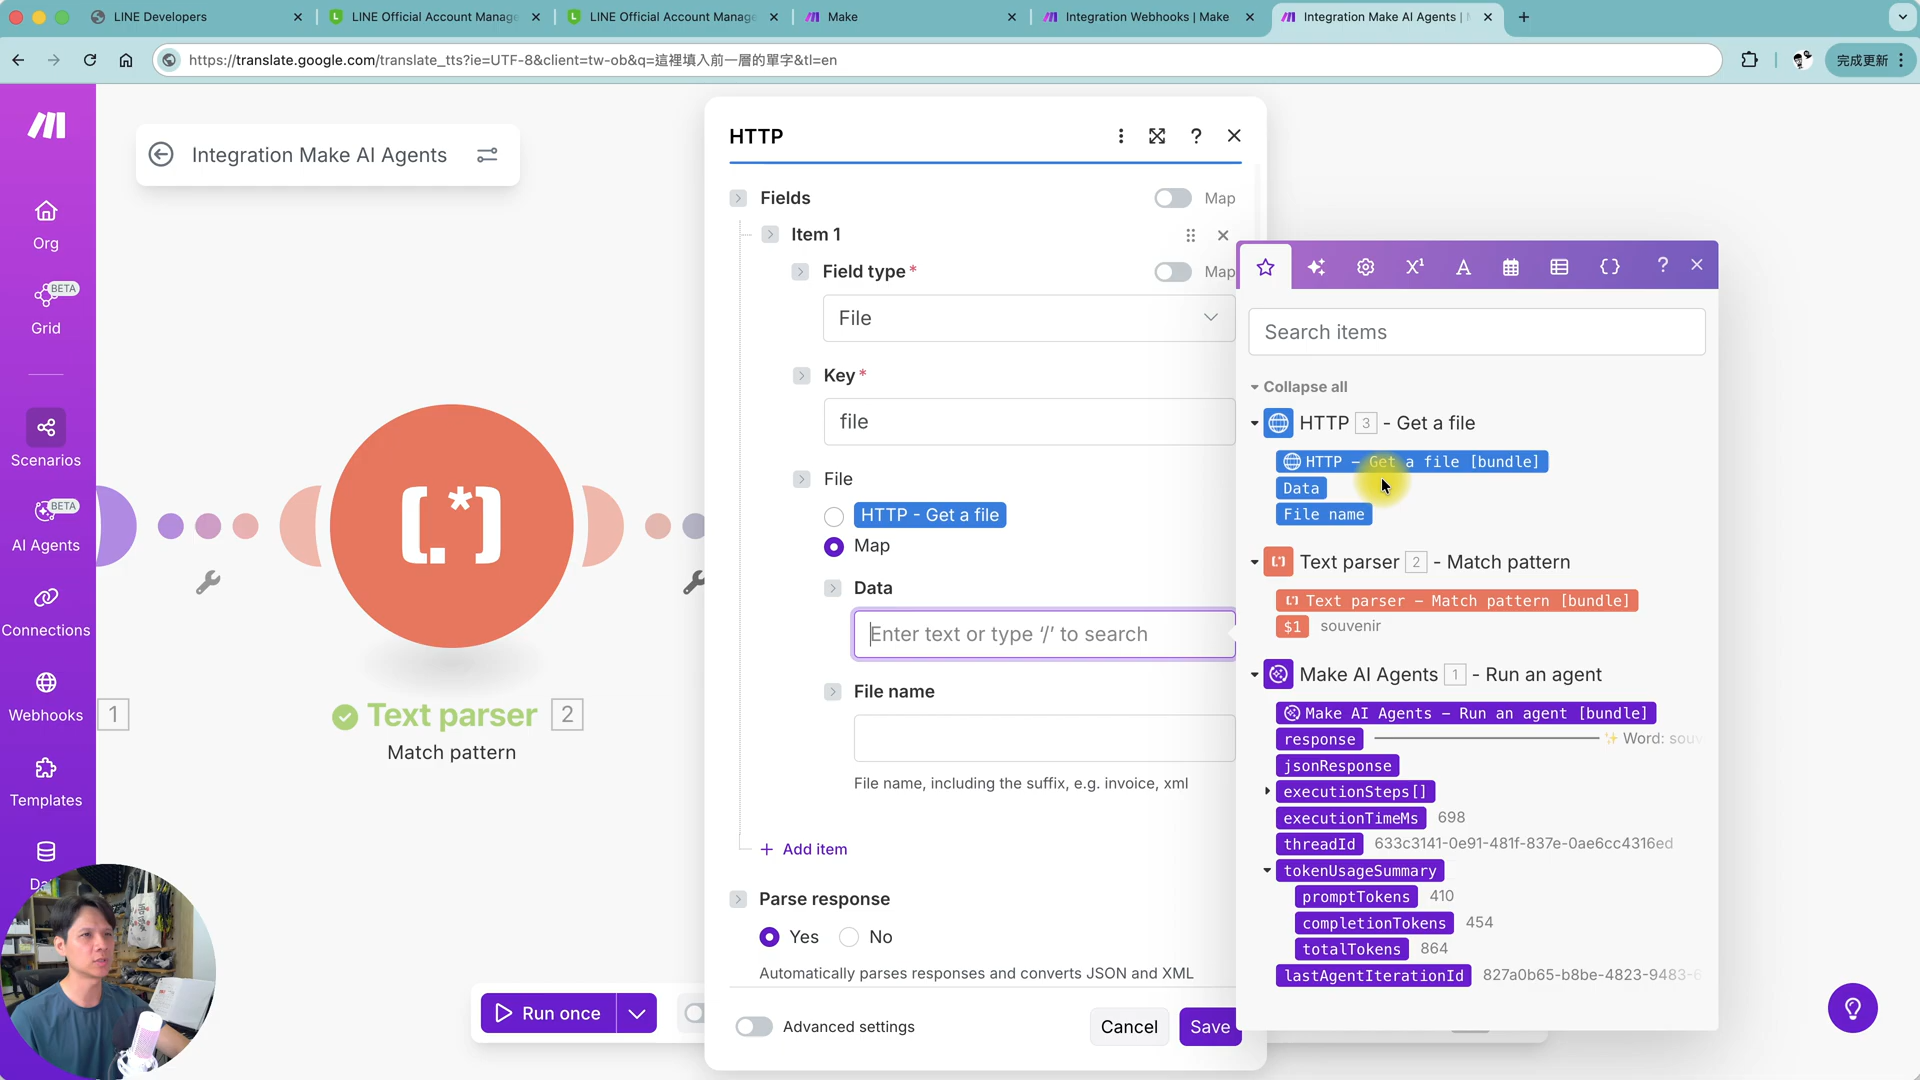 LINE Developers
LINE Official Account Manage
LINE Official Account Manage
Make
Integration Webhooks | Make
Integration Make AI Agents |
https://translate.google.com/translate_tts?ie=UTF-8&client=tw-ob&q=這裡填入前一層的單字&tl=en
完成更新
Integration Make AI Agents
Org
BETA
Grid
Scenarios
BETA
AI Agents
Connections
Webhooks
Templates
1
Text parser 2
Match pattern
Run once
HTTP
Fields
Map
Item 1
Field type*
Map
File
Key*
file
File
HTTP - Get a file
Map
Data
Enter text or type ‘/’ to search
File name
File name, including the suffix, e.g. invoice, xml
+ Add item
Parse response
Yes
No
Automatically parses responses and converts JSON and XML
Advanced settings
Cancel
Save
Search items
Collapse all
HTTP 3 - Get a file
HTTP – Get a file [bundle]
Data
File name
Text parser 2 - Match pattern
Text parser – Match pattern [bundle]
$1 souvenir
Make AI Agents 1 - Run an agent
Make AI Agents – Run an agent [bundle]
response Word: souv
jsonResponse
executionSteps[]
executionTimeMs 698
threadId 633c3141-0e91-481f-837e-0ae6cc4316ed
tokenUsageSummary
promptTokens 410
completionTokens 454
totalTokens 864
lastAgentIterationId 827a0b65-b8be-4823-9483-6